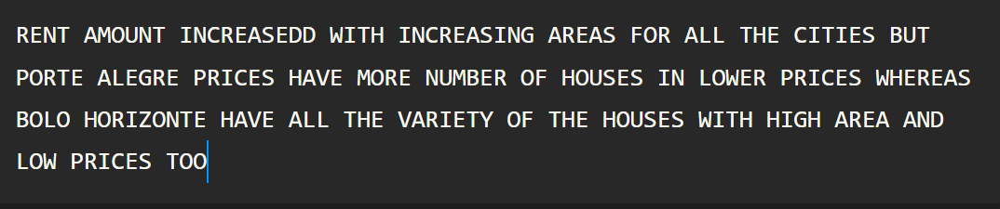 RENT AMOUNT INCREASEDD WITH INCREASING AREAS FOR ALL THE CITIES BUT
PORTE ALEGRE PRICES HAVE MORE NUMBER OF HOUSES IN LOWER PRICES WHEREAS
BOLO HORIZONTE HAVE ALL THE VARIETY OF THE HOUSES WITH HIGH AREA AND
LOW PRICES TOO